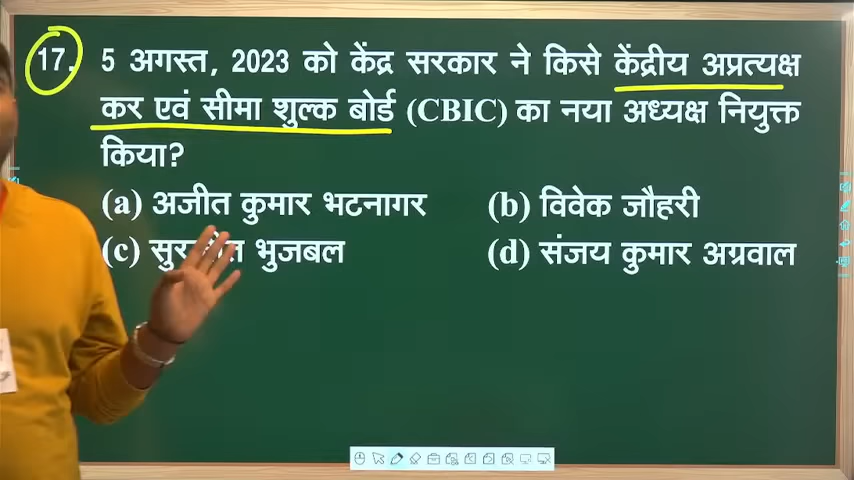 17. 5 अगस्त, 2023 को केंद्र सरकार ने किसे केंद्रीय अप्रत्यक्ष
कर एवं सीमा शुल्क बोर्ड (CBIC) का नया अध्यक्ष नियुक्त
किया?
(a) अजीत कुमार भटनागर (b) विवेक जौहरी
(c) भुजबल (d) संजय कुमार अग्रवाल